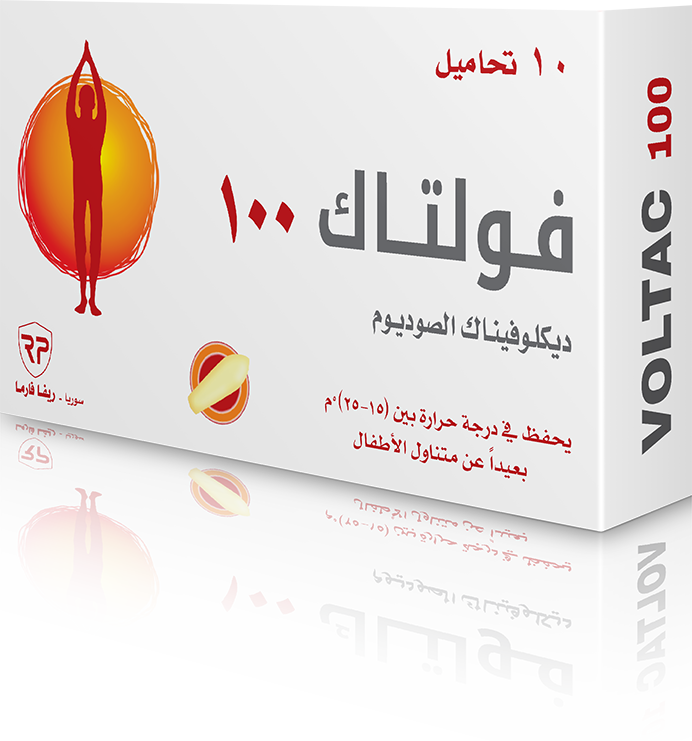 ١٠ تحاميل
فولتاك ١٠٠
ديكلوفيناك الصوديوم
يحفظ في درجة حرارة بين (١٥-٢٥)°م
بعيداً عن متناول الأطفال
RP
سوريا - ريفا فارما
VOLTAC 100